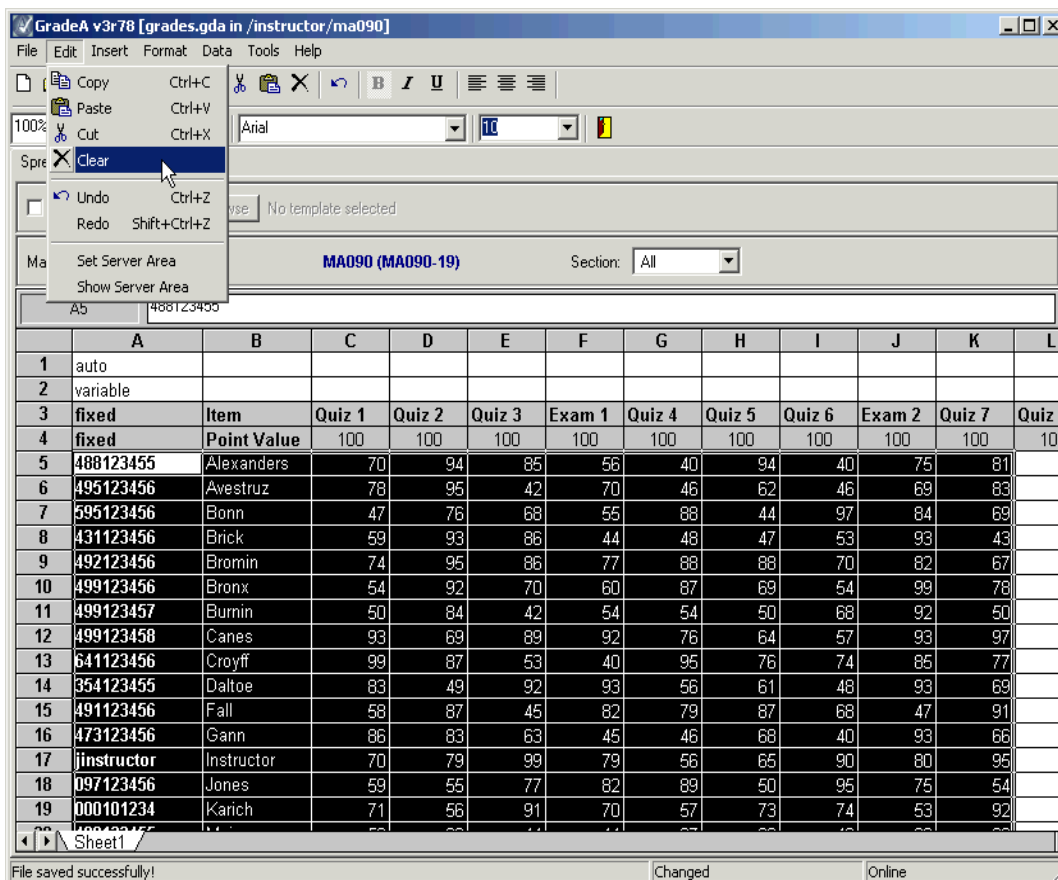 GradeA v3r78 [grades.gda in /instructor/ma090]
File Edit Insert Format Data Tools Help
Copy Ctrl+C
Paste Ctrl+V
Cut Ctrl+X
Clear
Undo Ctrl+Z
Redo Shift+Ctrl+Z
Set Server Area
Show Server Area
B I U
100% Arial 10
Spre
wse No template selected
Ma MA090 (MA090-19) Section: All
A5 488123455
A B C D E F G H I J K L
1 auto
2 variable
3 fixed Item Quiz 1 Quiz 2 Quiz 3 Exam 1 Quiz 4 Quiz 5 Quiz 6 Exam 2 Quiz 7 Quiz
4 fixed Point Value 100 100 100 100 100 100 100 100 100 10
5 488123455 Alexanders 70 94 85 56 40 94 40 75 81
6 495123456 Avestruz 78 95 42 70 46 62 46 69 83
7 595123456 Bonn 47 76 68 55 88 44 97 84 69
8 431123456 Brick 59 93 86 44 48 47 53 93 43
9 492123456 Bromin 74 95 86 77 88 88 70 82 67
10 499123456 Bronx 54 92 70 60 87 69 54 99 78
11 499123457 Burnin 50 84 42 54 54 50 68 92 50
12 499123458 Canes 93 69 89 92 76 64 57 93 97
13 641123456 Croyff 99 87 53 40 95 76 74 85 77
14 354123455 Daltoe 83 49 92 93 56 61 48 93 69
15 491123456 Fall 58 87 45 82 79 87 68 47 91
16 473123456 Gann 86 83 63 45 46 68 40 93 66
17 jinstructor Instructor 70 79 99 79 56 65 90 80 95
18 097123456 Jones 59 55 77 82 89 50 95 75 54
19 000101234 Karich 71 56 91 70 57 73 74 53 92
Sheet1
File saved successfully! Changed Online